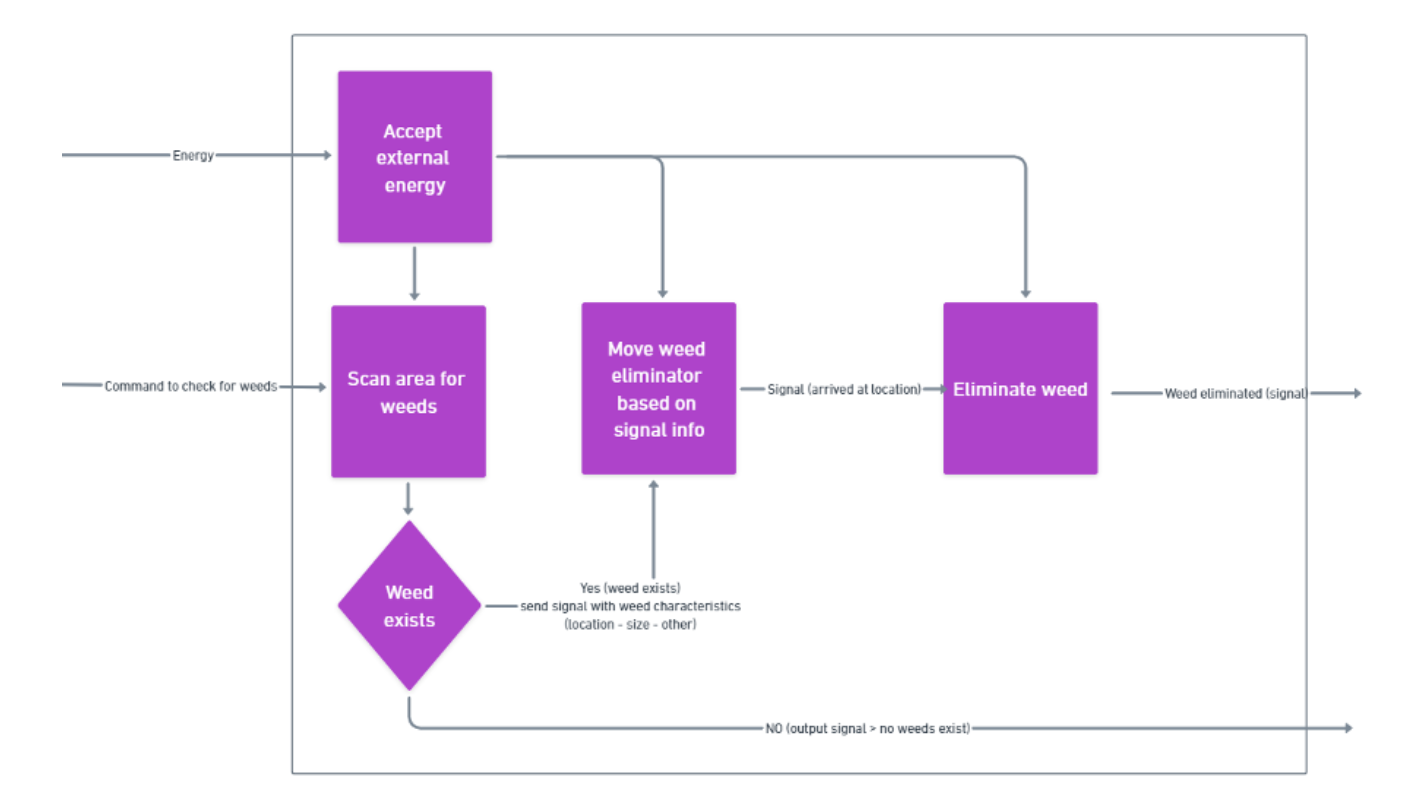 Accept
external
energy
Energy
Scan area for
weeds
Command to check for weeds
Move weed
eliminator
based on
signal info
Signal (arrived at location)
Eliminate weed
Weed eliminated (signal)
Weed
exists
Yes (weed exists)
send signal with weed characteristics
(location - size - other)
NO (output signal > no weeds exist)